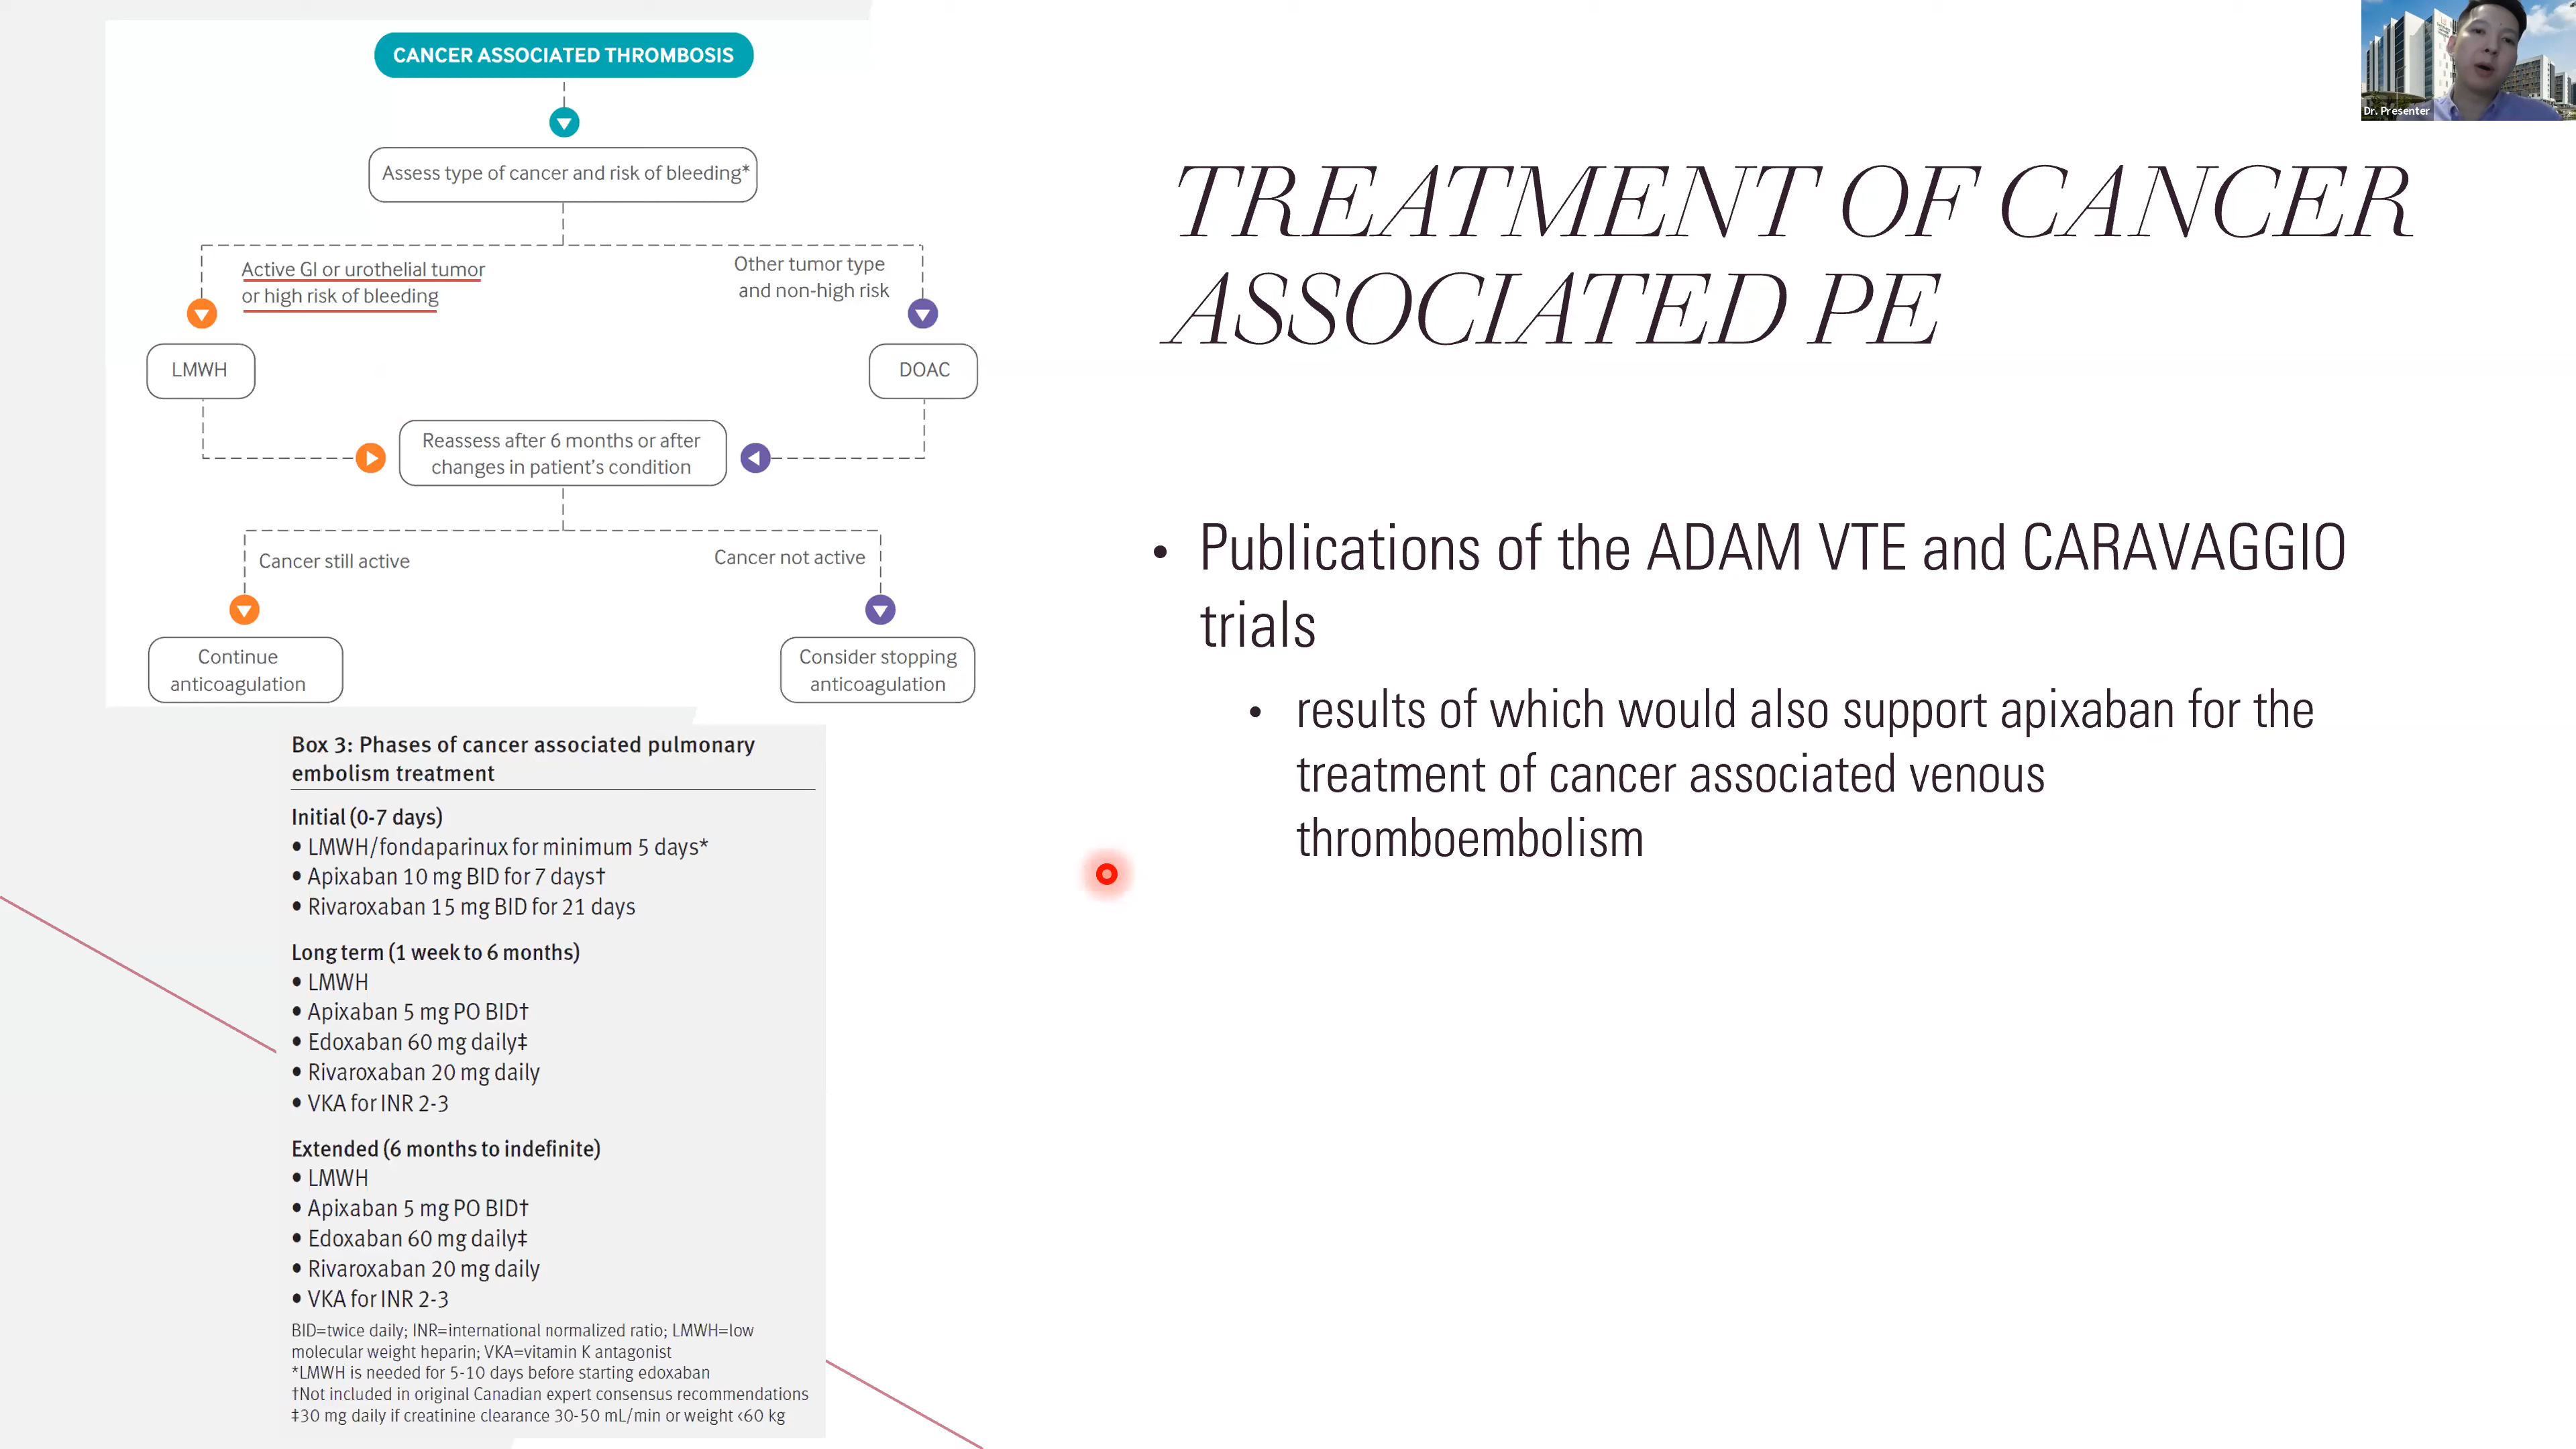 CANCER ASSOCIATED THROMBOSIS
Assess type of cancer and risk of bleeding*
Active GI or urothelial tumor
or high risk of bleeding
Other tumor type
and non-high risk
LMWH
DOAC
Reassess after 6 months or after
changes in patient's condition
Cancer still active
Cancer not active
Continue
anticoagulation
Consider stopping
anticoagulation
Box 3: Phases of cancer associated pulmonary
embolism treatment
Initial (0-7 days)
• LMWH/fondaparinux for minimum 5 days*
• Apixaban 10 mg BID for 7 days†
• Rivaroxaban 15 mg BID for 21 days
Long term (1 week to 6 months)
• LMWH
• Apixaban 5 mg PO BID†
• Edoxaban 60 mg daily‡
• Rivaroxaban 20 mg daily
• VKA for INR 2-3
Extended (6 months to indefinite)
• LMWH
• Apixaban 5 mg PO BID†
• Edoxaban 60 mg daily‡
• Rivaroxaban 20 mg daily
• VKA for INR 2-3
BID=twice daily; INR=international normalized ratio; LMWH=low
molecular weight heparin; VKA=vitamin K antagonist
*LMWH is needed for 5-10 days before starting edoxaban
†Not included in original Canadian expert consensus recommendations
‡30 mg daily if creatinine clearance 30-50 mL/min or weight <60 kg
TREATMENT OF CANCER
ASSOCIATED PE
• Publications of the ADAM VTE and CARAVAGGIO
trials
• results of which would also support apixaban for the
treatment of cancer associated venous
thromboembolism
Dr. Presenter